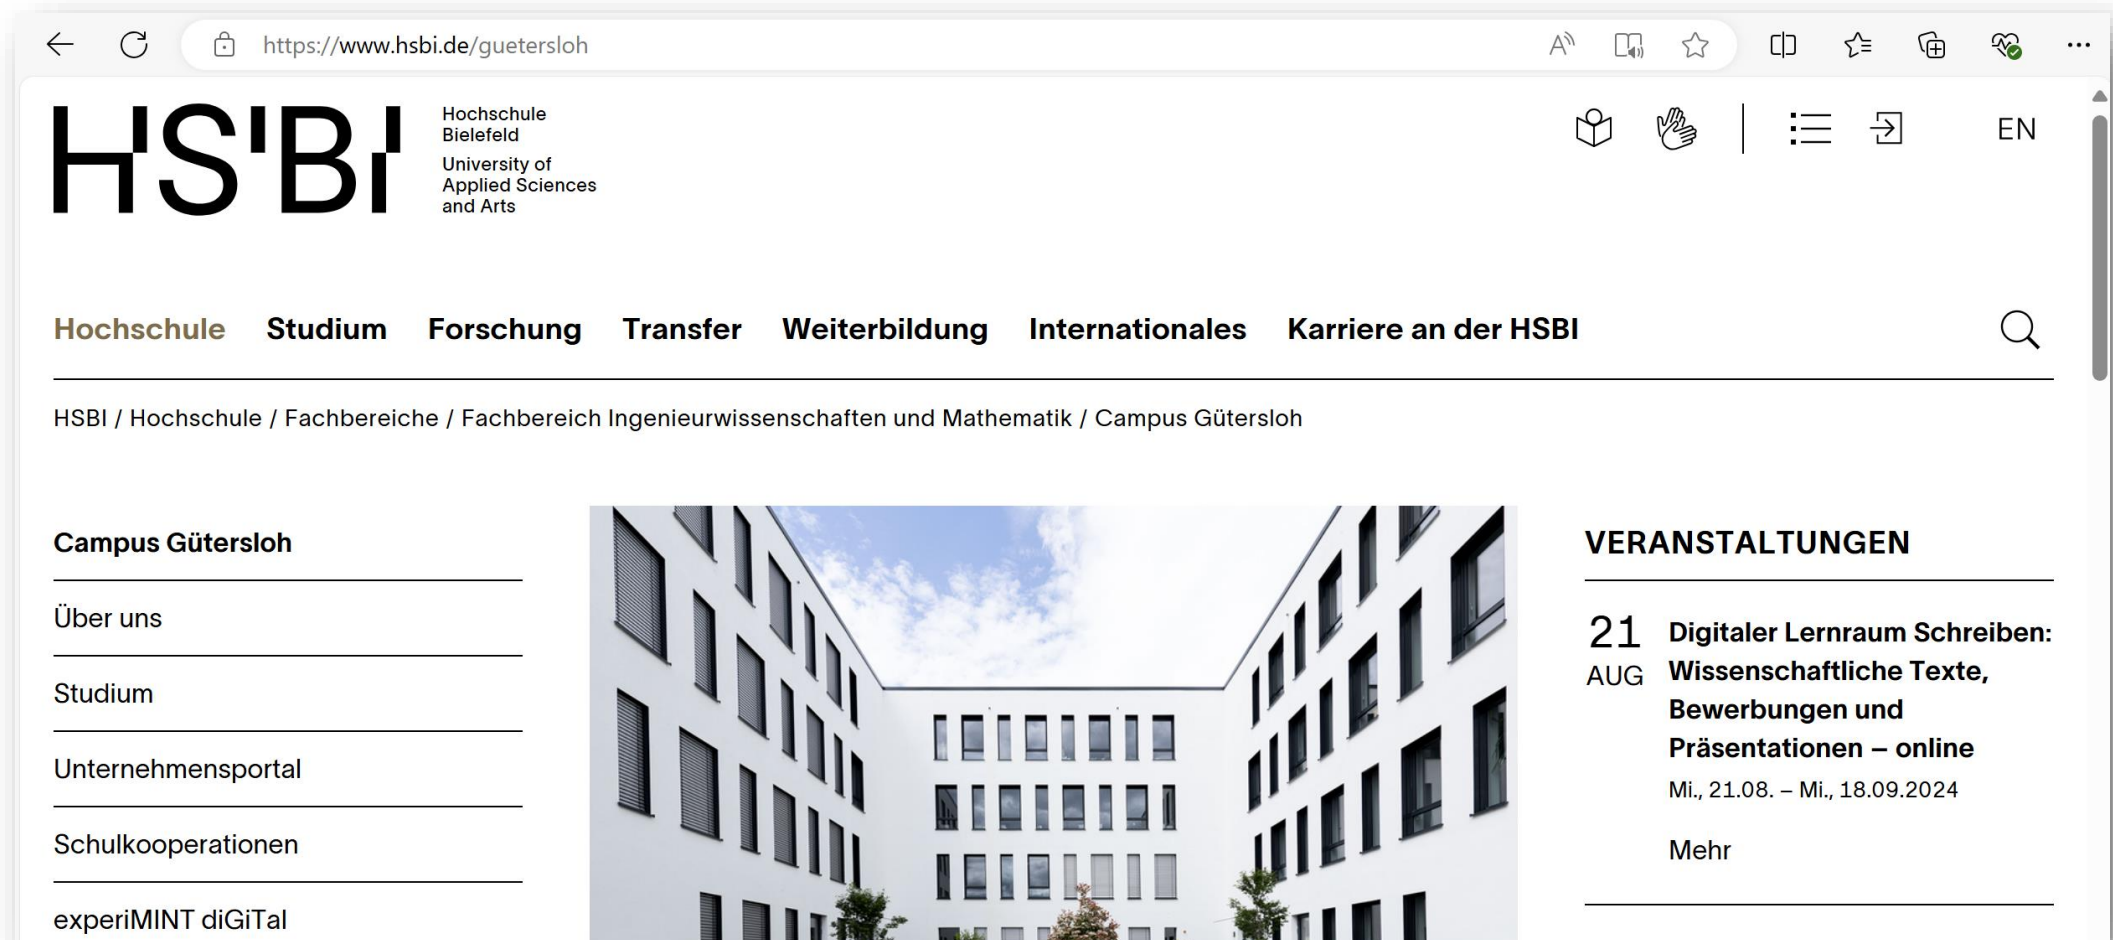 https://www.hsbi.de/guetersloh
HSBI
Hochschule
Bielefeld
University of
Applied Sciences
and Arts
EN
Hochschule Studium Forschung Transfer Weiterbildung Internationales Karriere an der HSBI
HSBI / Hochschule / Fachbereiche / Fachbereich Ingenieurwissenschaften und Mathematik / Campus Gütersloh
Campus Gütersloh
Über uns
Studium
Unternehmensportal
Schulkooperationen
experiMINT diGiTal
VERANSTALTUNGEN
21
AUG
Digitaler Lernraum Schreiben:
Wissenschaftliche Texte,
Bewerbungen und
Präsentationen – online
Mi., 21.08. – Mi., 18.09.2024
Mehr